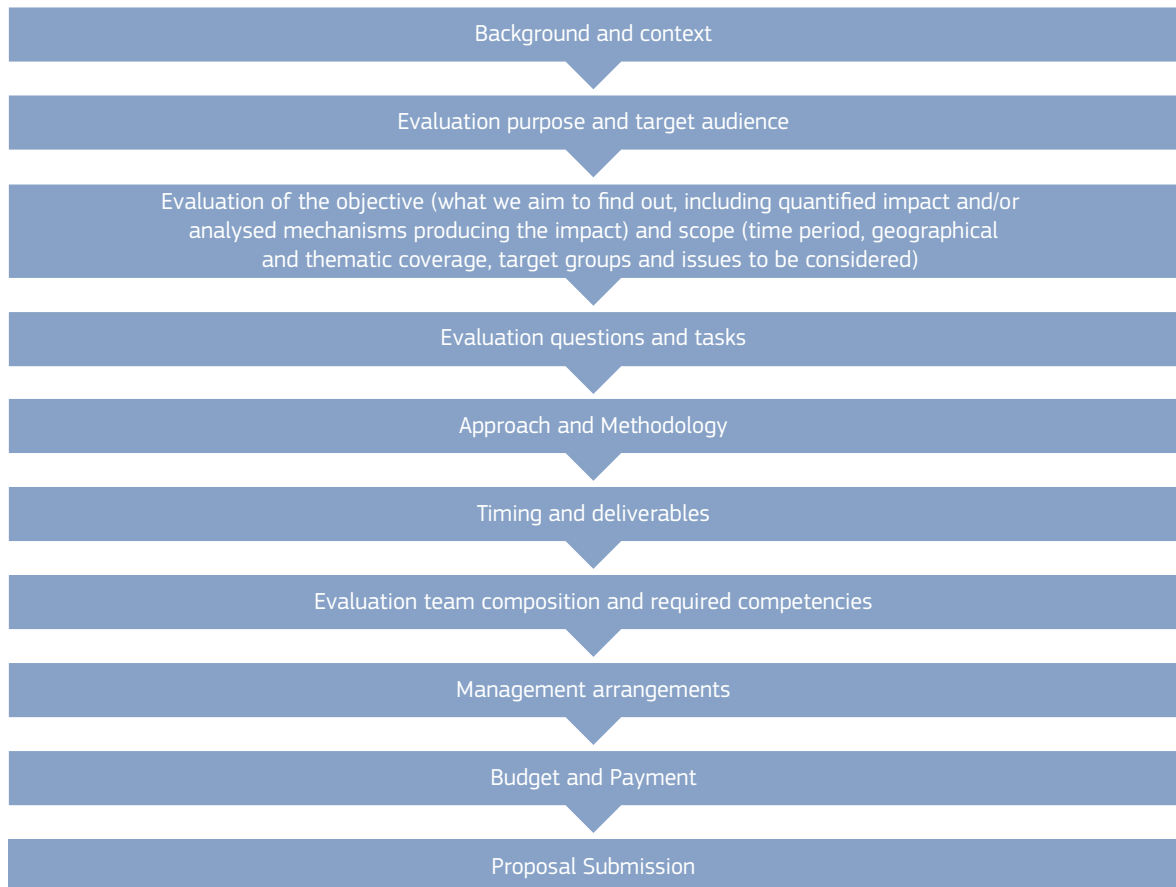 Background and context
Evaluation purpose and target audience
Evaluation of the objective (what we aim to find out, including quantified impact and/or
analysed mechanisms producing the impact) and scope (time period, geographical
and thematic coverage, target groups and issues to be considered)
Evaluation questions and tasks
Approach and Methodology
Timing and deliverables
Evaluation team composition and required competencies
Management arrangements
Budget and Payment
Proposal Submission